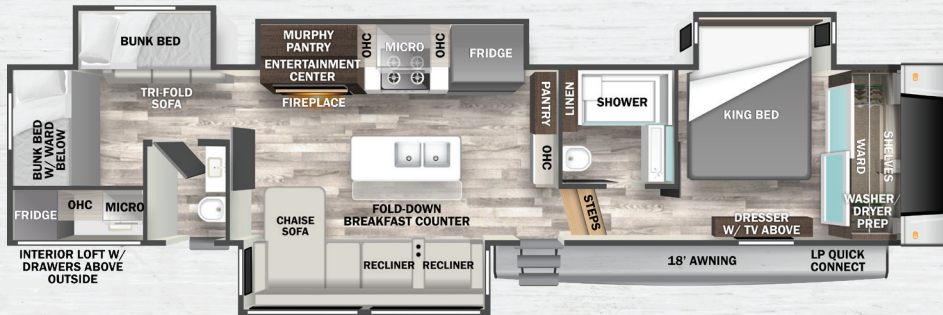 BUNK BED
TRI-FOLD
SOFA
BUNK BED
W/ WARD
BELOW
FRIDGE
OHC
MICRO
INTERIOR LOFT W/
DRAWERS ABOVE
OUTSIDE
MURPHY
PANTRY
ENTERTAINMENT
CENTER
FIREPLACE
OHC
MICRO
OHC
FRIDGE
FOLD-DOWN
BREAKFAST COUNTER
CHAISE
SOFA
RECLINER
RECLINER
PANTRY
OHC
LINEN
SHOWER
STEPS
KING BED
DRESSER
W/ TV ABOVE
WARD
SHELVES
WASHER/
DRYER
PREP
18' AWNING
LP QUICK
CONNECT